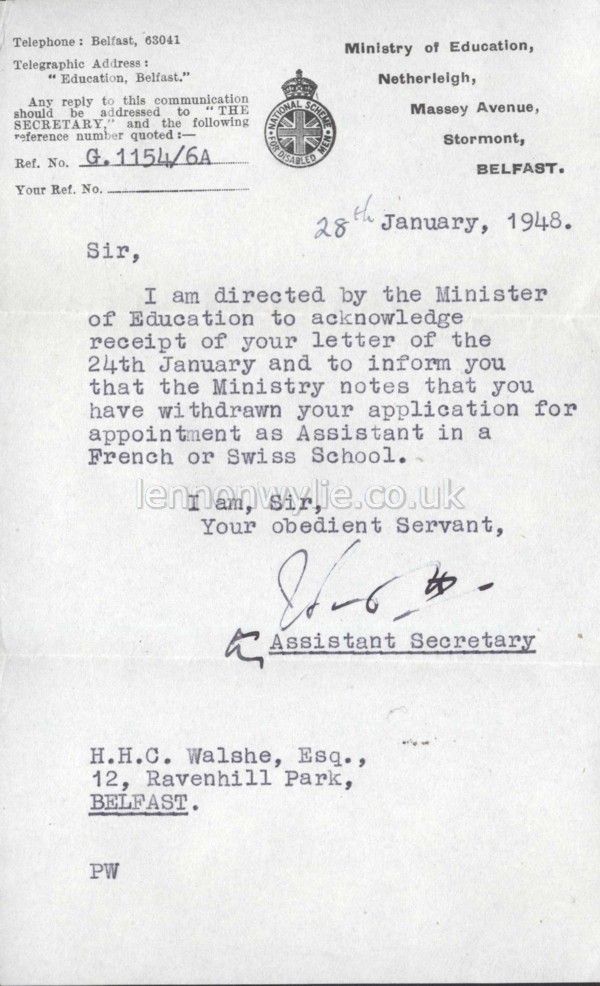 Telephone : Belfast, 63041
Telegraphic Address :
" Education, Belfast."
Any reply to this communication
should be addressed to " THE
SECRETARY," and the following
reference number quoted :—
Ref. No. G.1154/6A
Your Ref. No.
NATIONAL SCHEME
FOR DISABLED MEN
Ministry of Education,
Netherleigh,
Massey Avenue,
Stormont,
BELFAST.
28th January, 1948.
Sir,
I am directed by the Minister
of Education to acknowledge
receipt of your letter of the
24th January and to inform you
that the Ministry notes that you
have withdrawn your application for
appointment as Assistant in a
French or Swiss School.
lennonwylie.co.uk
I am, Sir,
Your obedient Servant,
Assistant Secretary
H.H.C. Walshe, Esq.,
12, Ravenhill Park,
BELFAST.
PW